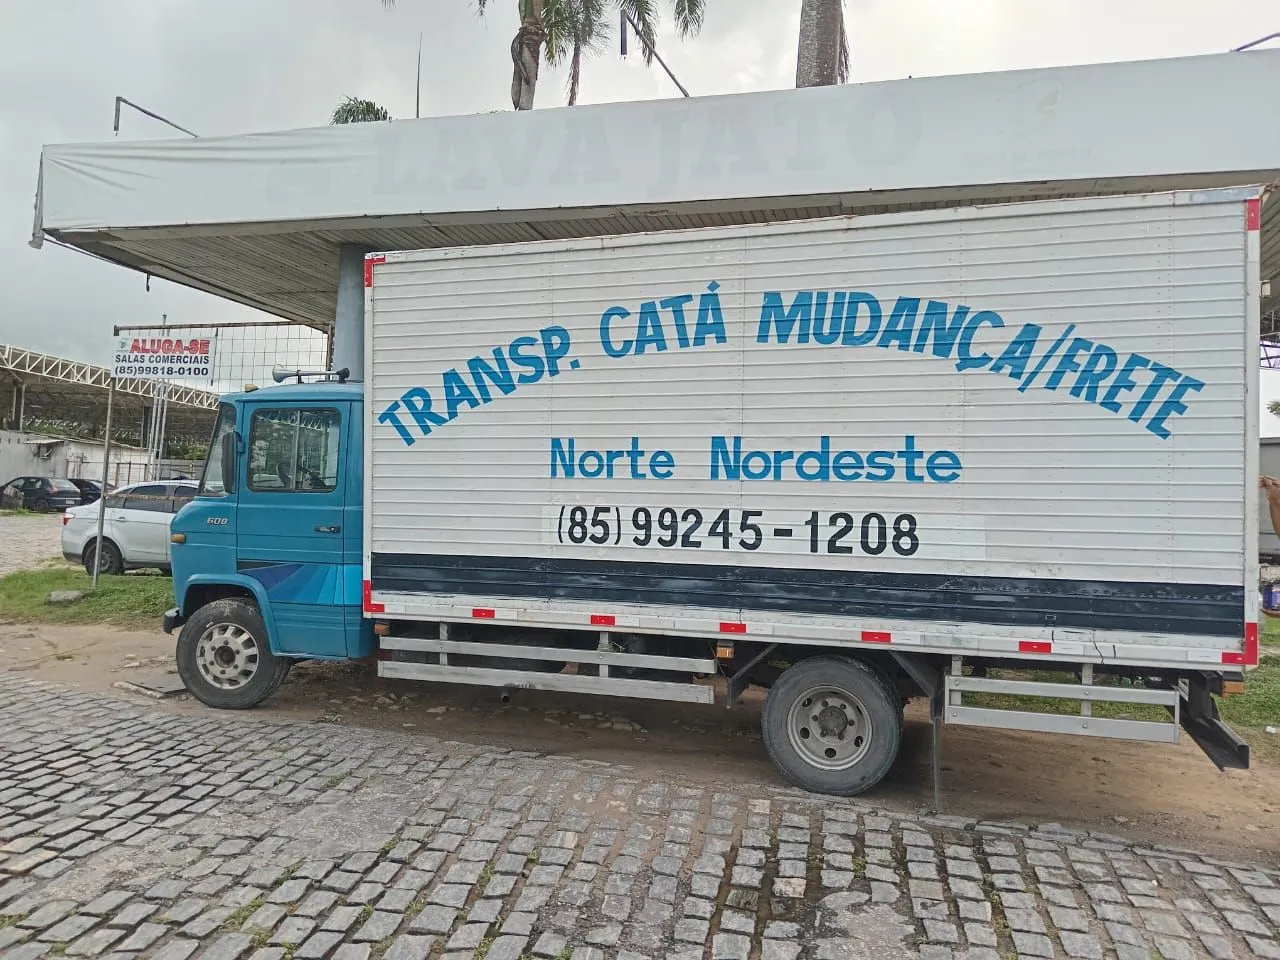 LAVA JATO
ALUGA-SE
SALAS COMERCIAIS
(85)99818-0100
608
TRANSP. CATÁ MUDANÇA/FRETE
Norte Nordeste
(85) 99245-1208